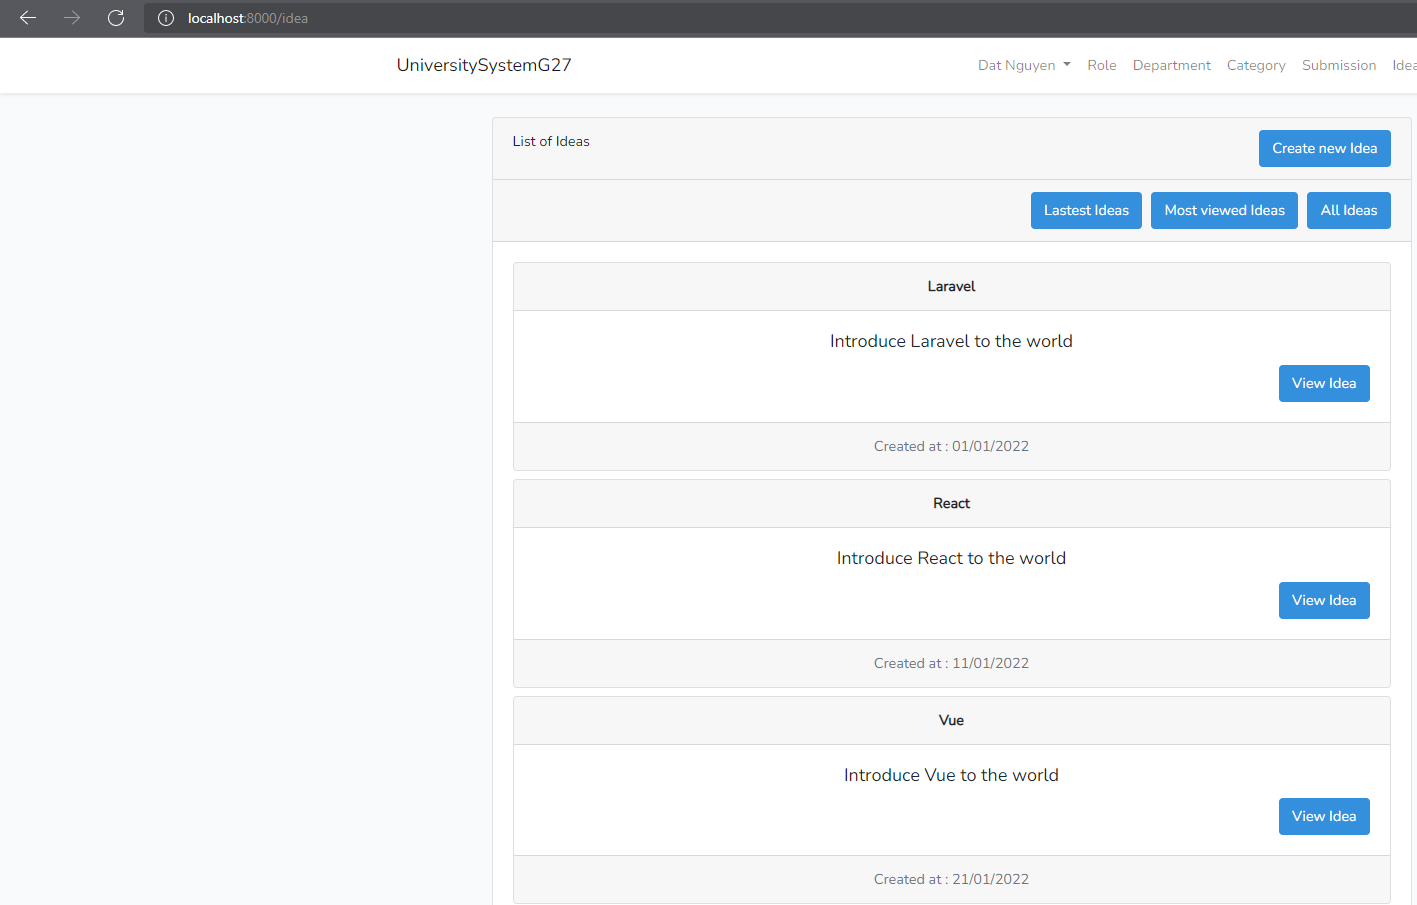 localhost:8000/idea
UniversitySystemG27
Dat Nguyen Role Department Category Submission Idea
List of Ideas
Create new Idea
Lastest Ideas Most viewed Ideas All Ideas
Laravel
Introduce Laravel to the world
View Idea
Created at : 01/01/2022
React
Introduce React to the world
View Idea
Created at : 11/01/2022
Vue
Introduce Vue to the world
View Idea
Created at : 21/01/2022